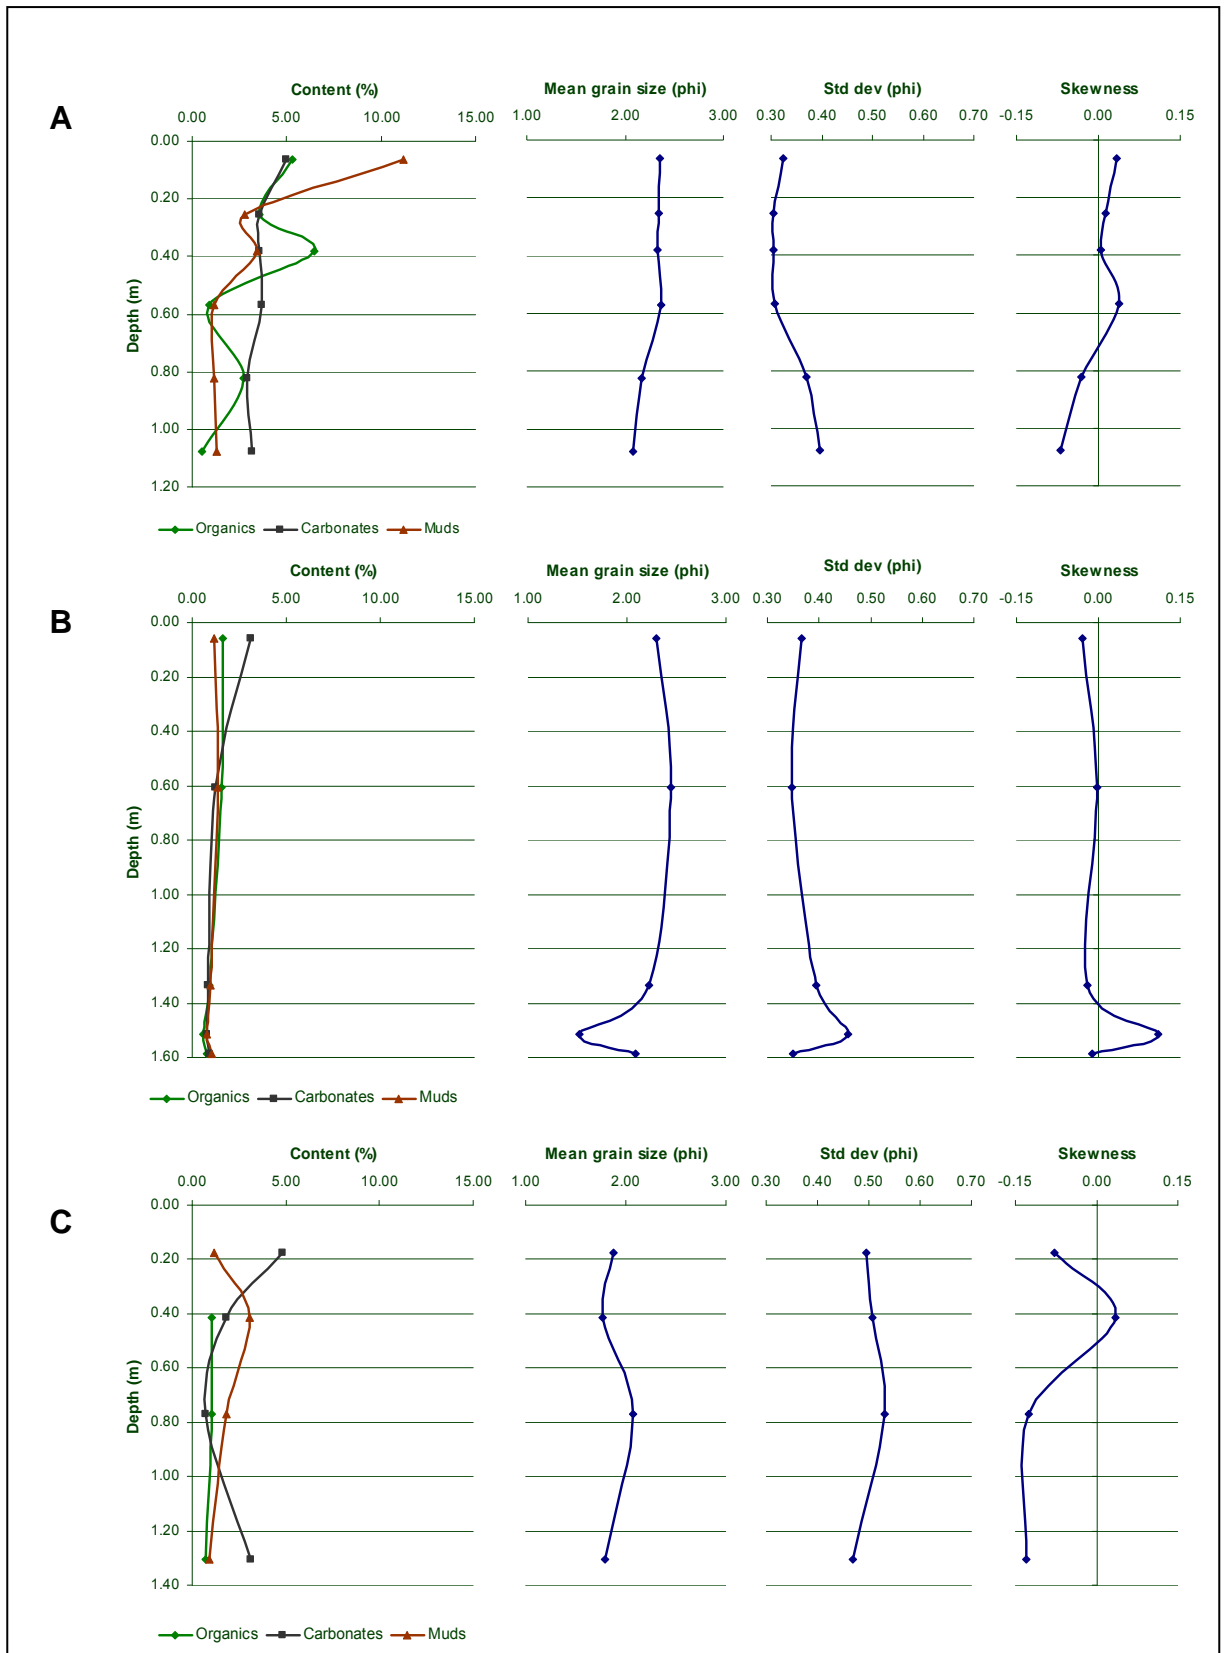 Content (%) Mean grain size (phi) Std dev (phi) Skewness
A
0.00 5.00 10.00 15.00 1.00 2.00 3.00 0.30 0.40 0.50 0.60 0.70 -0.15 0.00 0.15
0.00
0.20
0.40
0.60
0.80
1.00
1.20
Depth (m)
Organics Carbonates Muds
Content (%) Mean grain size (phi) Std dev (phi) Skewness
B
0.00 5.00 10.00 15.00 1.00 2.00 3.00 0.30 0.40 0.50 0.60 0.70 -0.15 0.00 0.15
0.00
0.20
0.40
0.60
0.80
1.00
1.20
1.40
1.60
Depth (m)
Organics Carbonates Muds
Content (%) Mean grain size (phi) Std dev (phi) Skewness
C
0.00 5.00 10.00 15.00 1.00 2.00 3.00 0.30 0.40 0.50 0.60 0.70 -0.15 0.00 0.15
0.00
0.20
0.40
0.60
0.80
1.00
1.20
1.40
Depth (m)
Organics Carbonates Muds